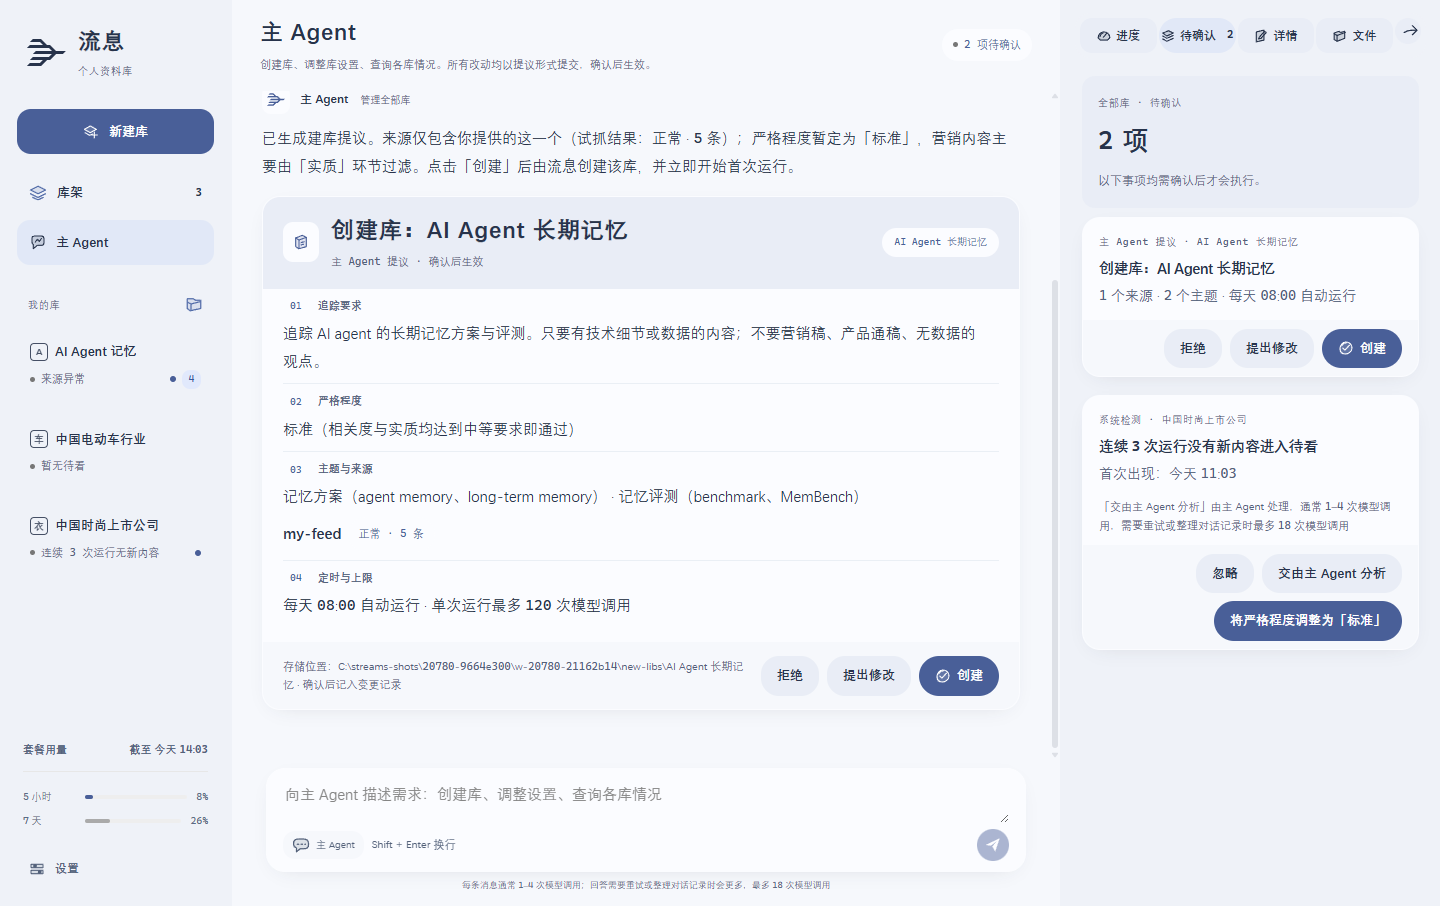 流息
个人资料库
新建库
库架 3
主 Agent
我的库
A AI Agent 记忆
来源异常 4
车 中国电动车行业
暂无待看
衣 中国时尚上市公司
连续 3 次运行无新内容
套餐用量 截至 今天 14:03
5 小时 8%
7 天 26%
设置
主 Agent
创建库、调整库设置、查询各库情况。所有改动均以提议形式提交，确认后生效。
2 项待确认
主 Agent 管理全部库
已生成建库提议。来源仅包含你提供的这一个（试抓结果：正常 · 5 条）；严格程度暂定为「标准」，营销内容主
要由「实质」环节过滤。点击「创建」后由流息创建该库，并立即开始首次运行。
创建库：AI Agent 长期记忆
主 Agent 提议 · 确认后生效
AI Agent 长期记忆
01 追踪要求
追踪 AI agent 的长期记忆方案与评测。只要有技术细节或数据的内容；不要营销稿、产品通稿、无数据的
观点。
02 严格程度
标准（相关度与实质均达到中等要求即通过）
03 主题与来源
记忆方案（agent memory、long-term memory） · 记忆评测（benchmark、MemBench）
my-feed 正常 · 5 条
04 定时与上限
每天 08:00 自动运行 · 单次运行最多 120 次模型调用
存储位置：C:\streams-shots\20780-9664e300\w-20780-21162b14\new-libs\AI Agent 长期记
忆 · 确认后记入变更记录
拒绝 提出修改 创建
向主 Agent 描述需求：创建库、调整设置、查询各库情况
主 Agent Shift + Enter 换行
每条消息通常 1–4 次模型调用；回答需要重试或整理对话记录时会更多，最多 18 次模型调用
进度 待确认 2 详情 文件
全部库 · 待确认
2 项
以下事项均需确认后才会执行。
主 Agent 提议 · AI Agent 长期记忆
创建库：AI Agent 长期记忆
1 个来源 · 2 个主题 · 每天 08:00 自动运行
拒绝 提出修改 创建
系统检测 · 中国时尚上市公司
连续 3 次运行没有新内容进入待看
首次出现：今天 11:03
「交由主 Agent 分析」由主 Agent 处理，通常 1–4 次模型调
用，需要重试或整理对话记录时最多 18 次模型调用
忽略 交由主 Agent 分析
将严格程度调整为「标准」